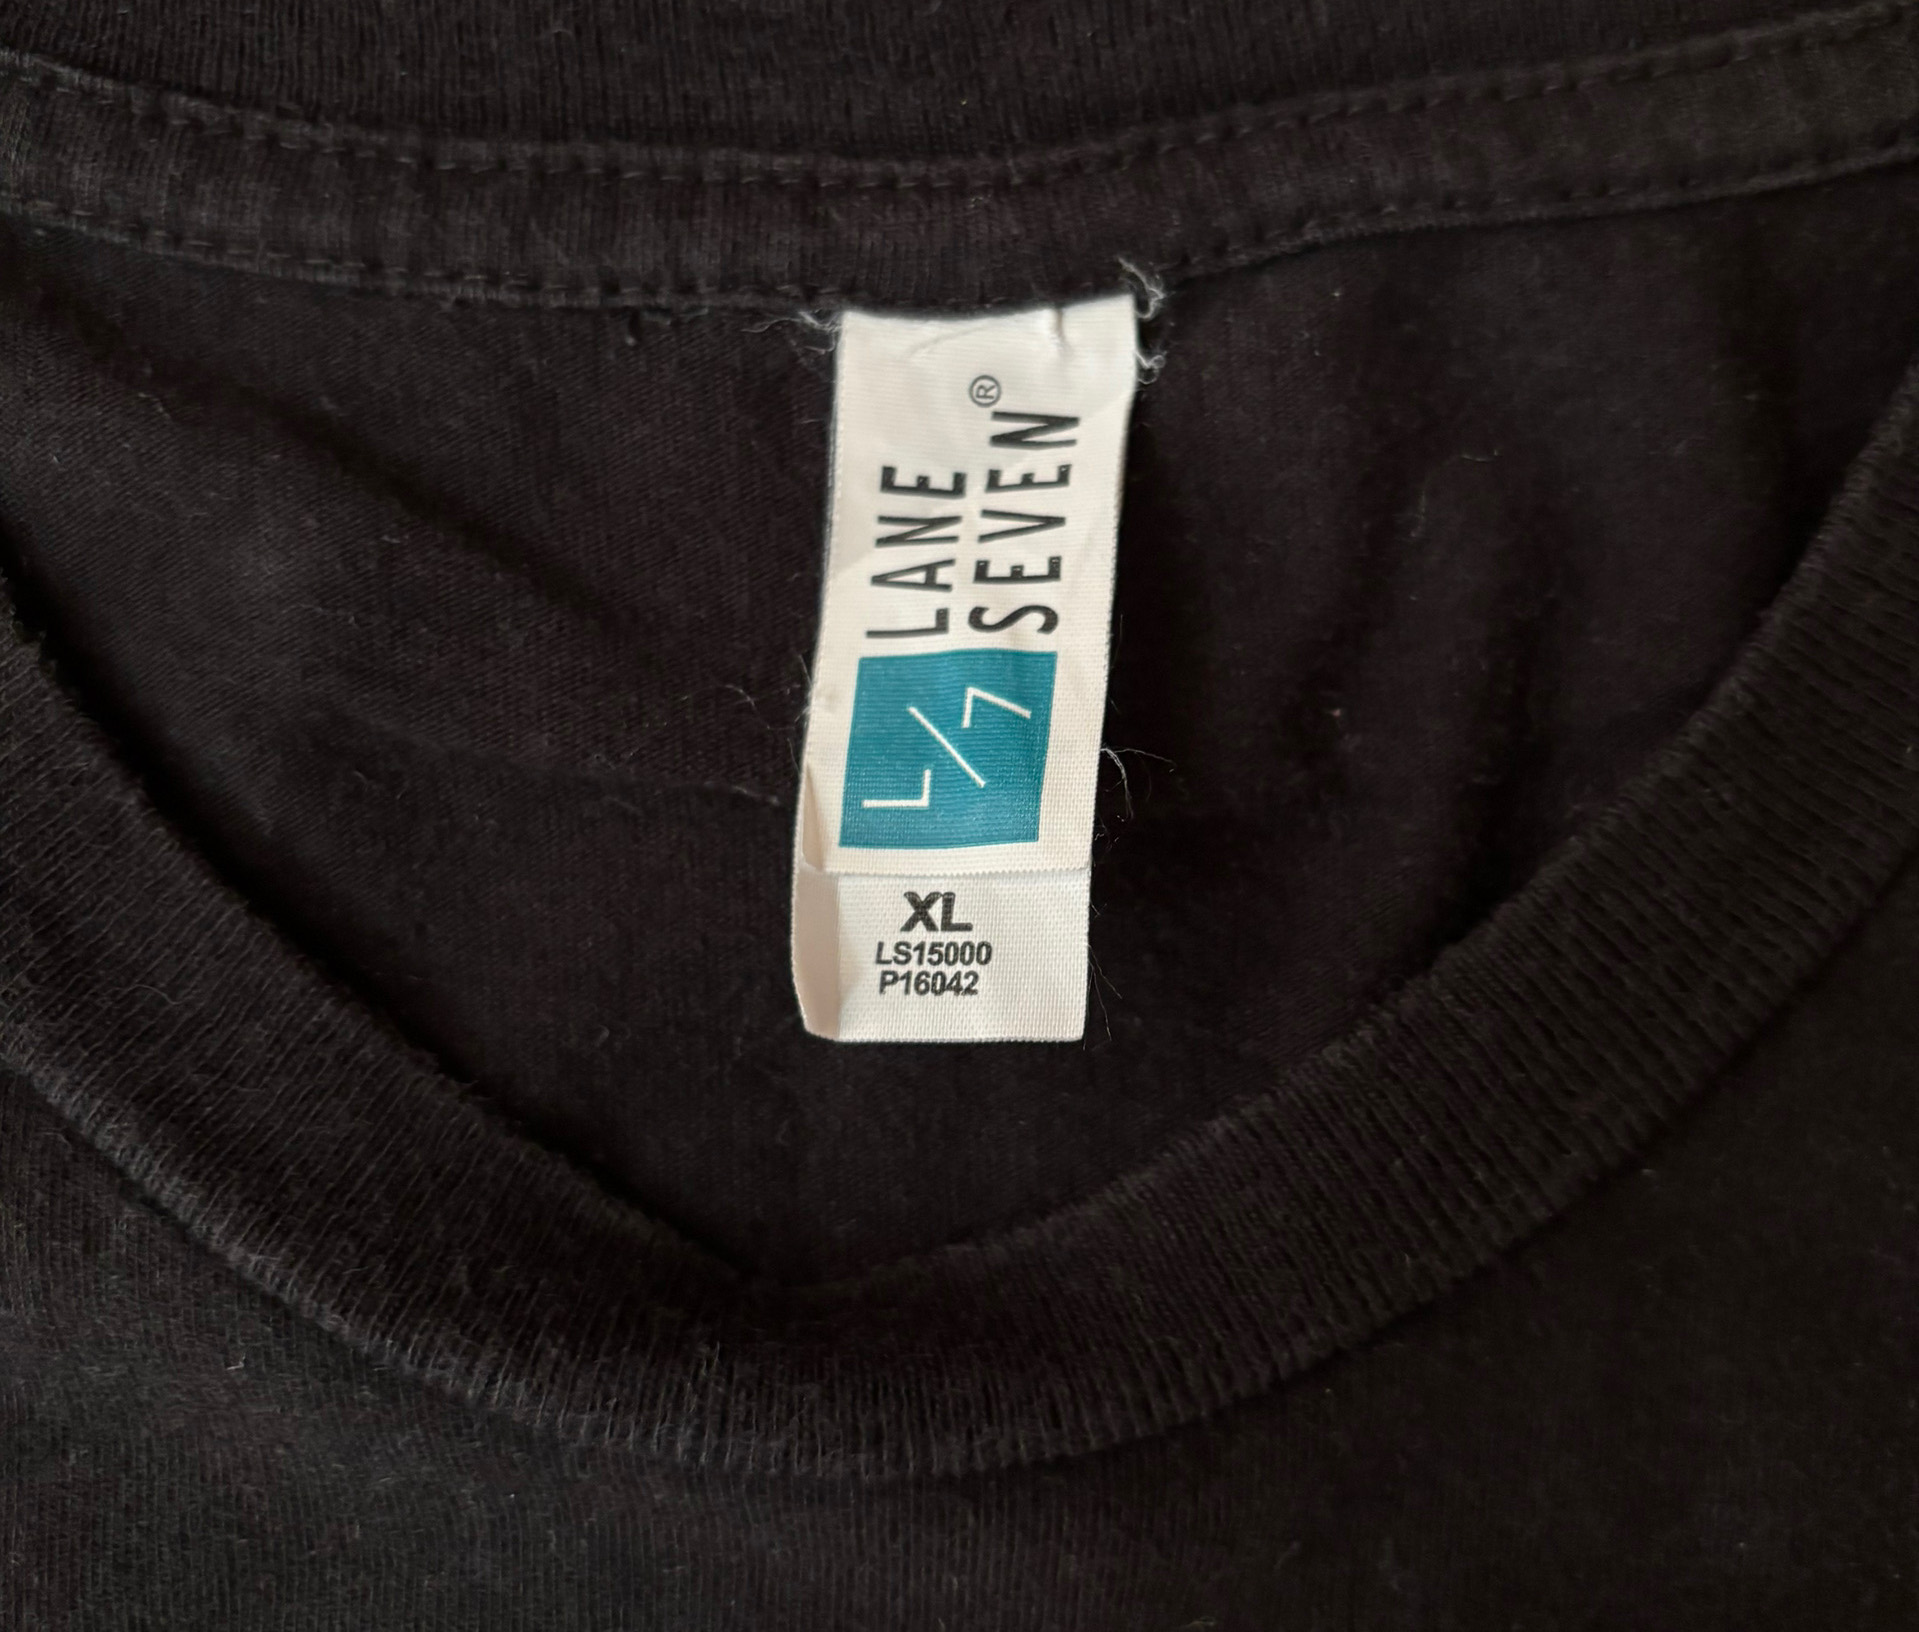 LANE
SEVEN®
L/7
XL
LS15000
P16042